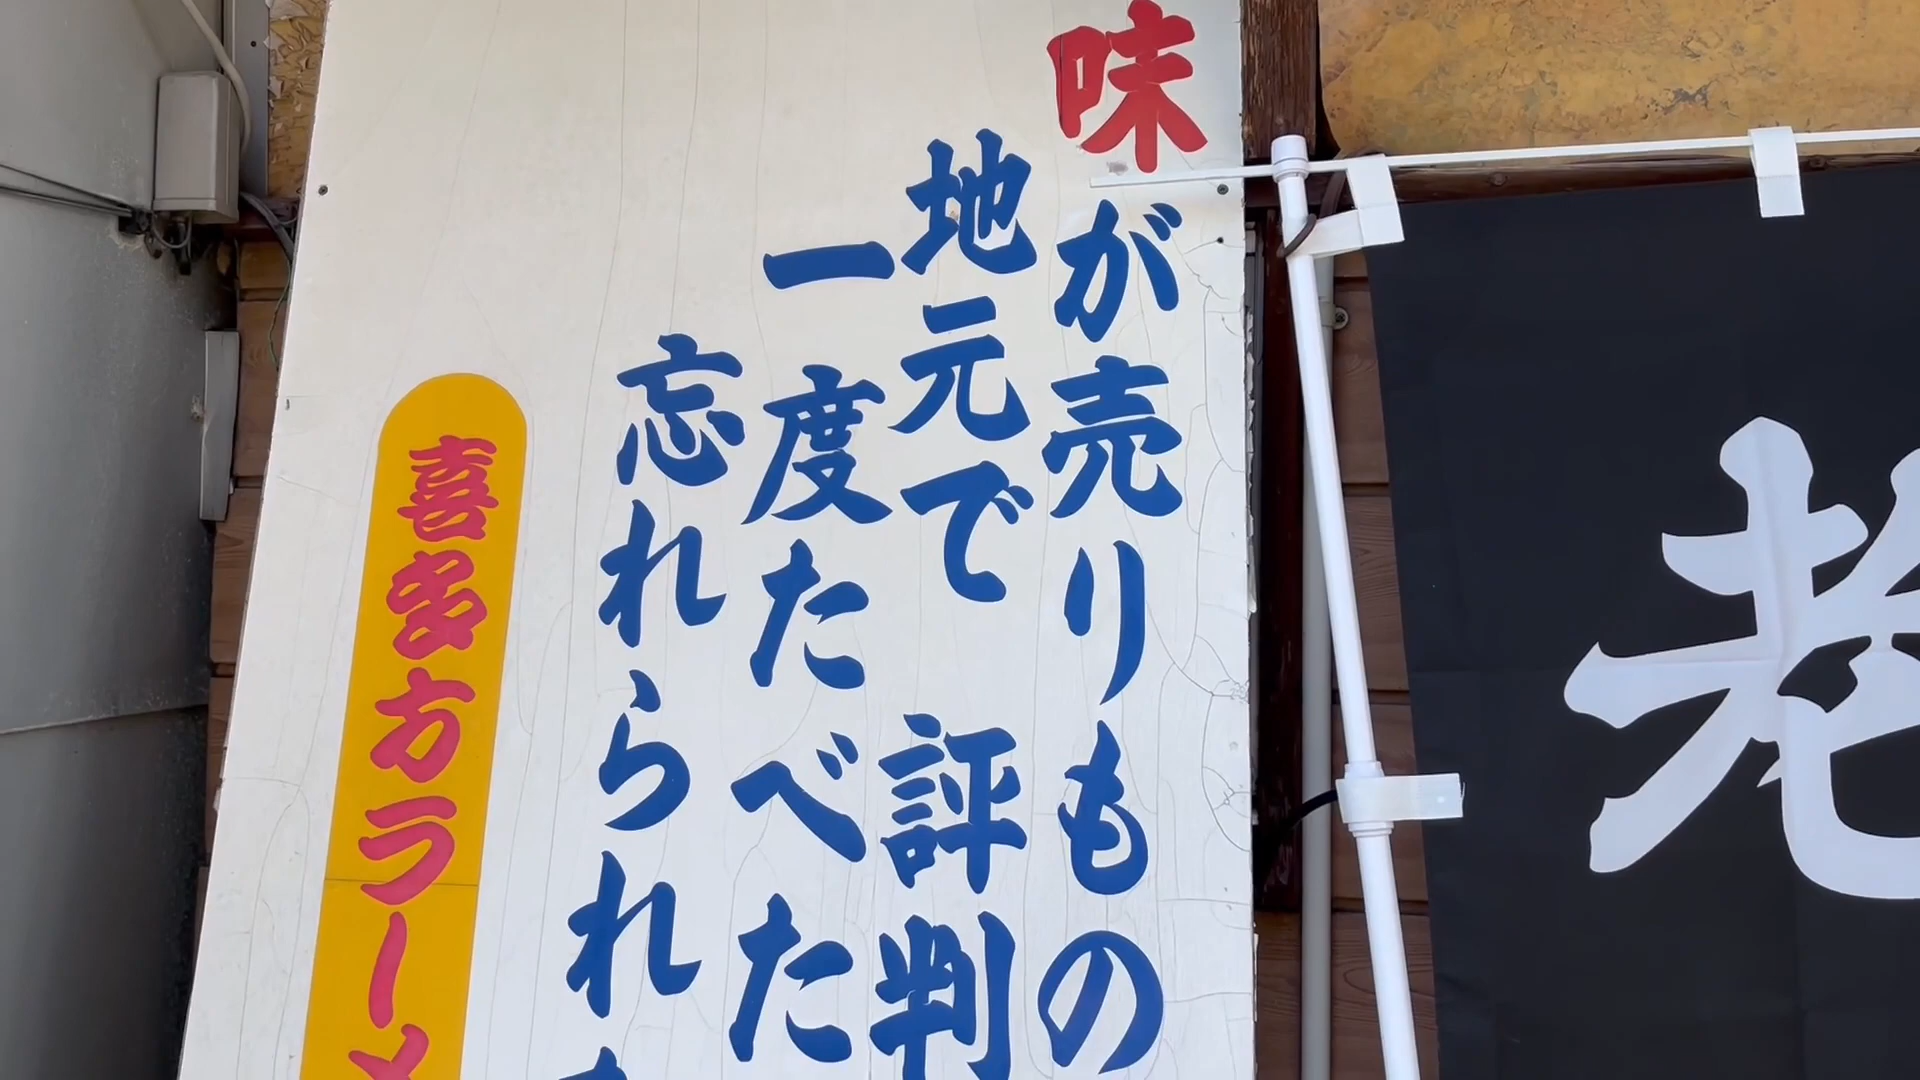 味が売りもの
地元で 評判
一度たべた
忘れられ
喜多方ラー
老